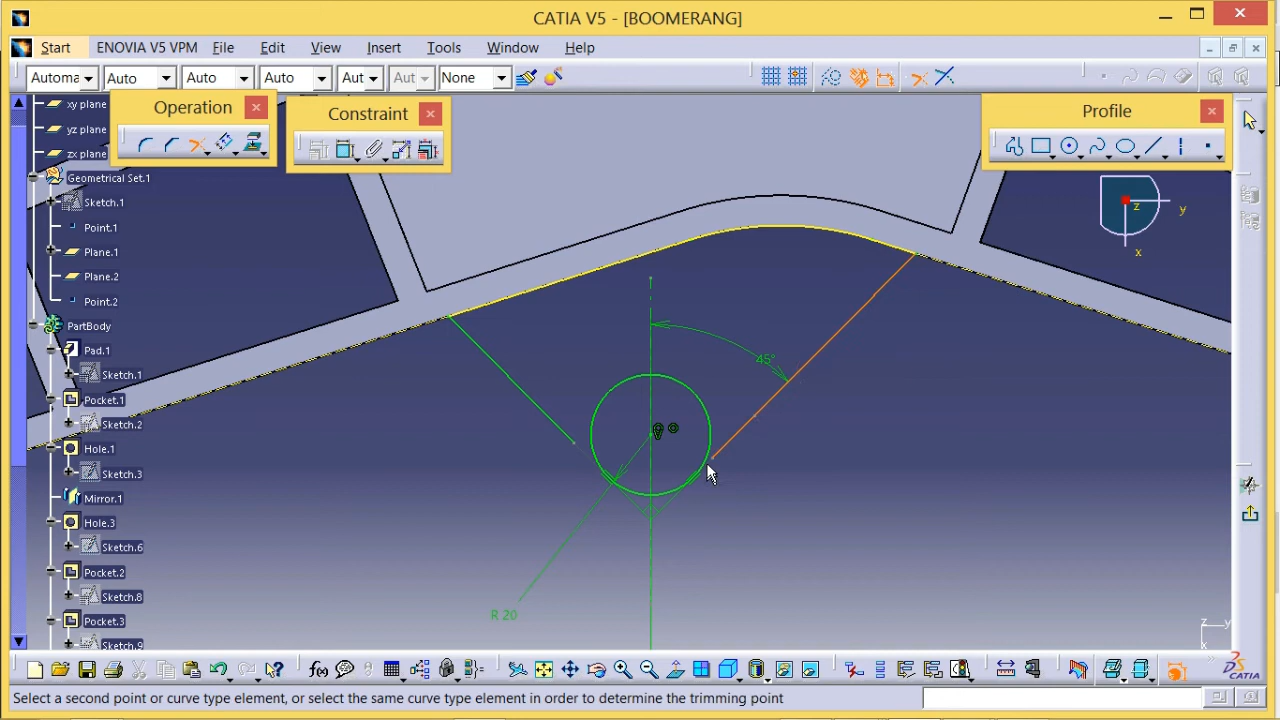 CATIA V5 - [BOOMERANG]
Start ENOVIA V5 VPM File Edit View Insert Tools Window Help
Automa Auto Auto Auto Aut Aut None
Operation
Constraint
Profile
xy plane
yz plane
zx plane
Geometrical Set.1
Sketch.1
Point.1
Plane.1
Plane.2
Point.2
PartBody
Pad.1
Sketch.1
Pocket.1
Sketch.2
Hole.1
Sketch.3
Mirror.1
Hole.3
Sketch.6
Pocket.2
Sketch.8
Pocket.3
Sketch.9
z
y
x
45°
R 20
z
y
x
f(x)
CATIA
Select a second point or curve type element, or select the same curve type element in order to determine the trimming point